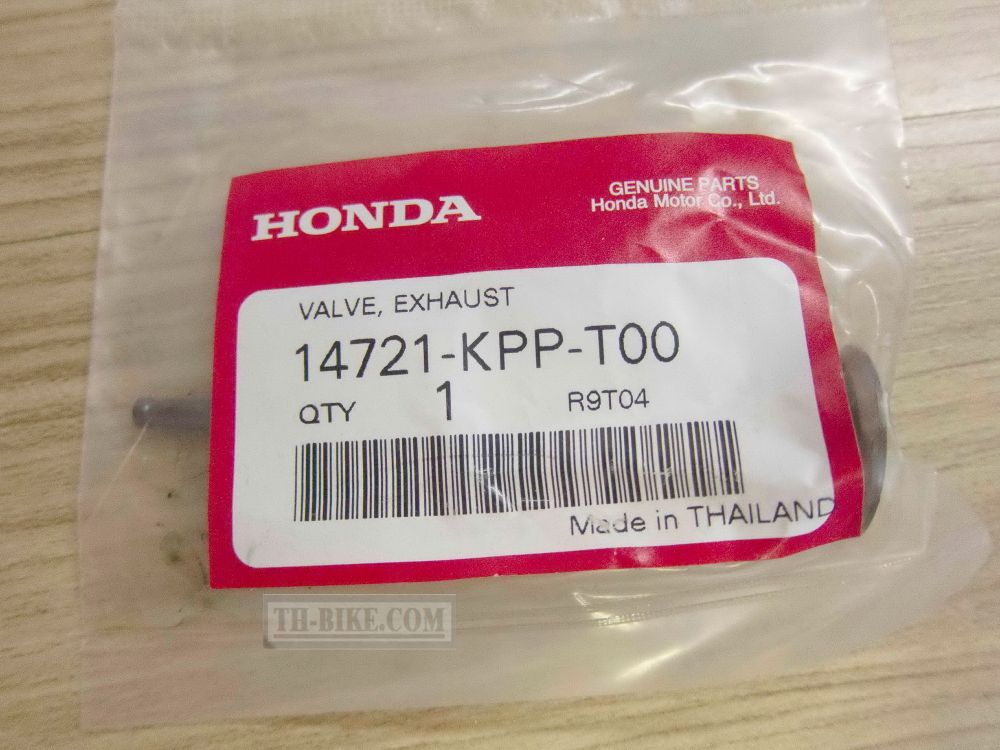 HONDA
GENUINE PARTS
Honda Motor Co., Ltd.
VALVE, EXHAUST
14721-KPP-T00
QTY 1 R9T04
Made in THAILAND
TH-BIKE.COM